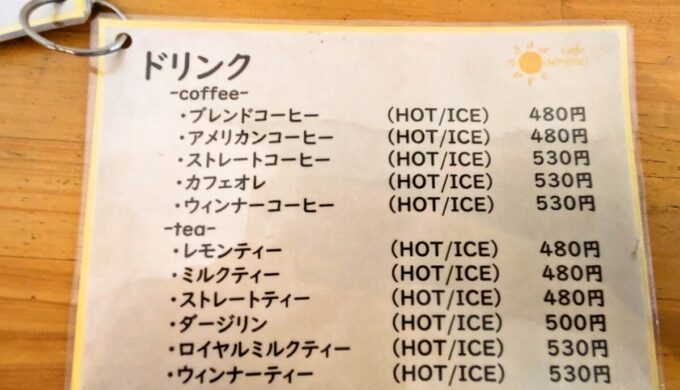 cafe
sereno
ドリンク
-coffee-
・ブレンドコーヒー (HOT/ICE) 480円
・アメリカンコーヒー (HOT/ICE) 480円
・ストレートコーヒー (HOT/ICE) 530円
・カフェオレ (HOT/ICE) 530円
・ウィンナーコーヒー (HOT/ICE) 530円
-tea-
・レモンティー (HOT/ICE) 480円
・ミルクティー (HOT/ICE) 480円
・ストレートティー (HOT/ICE) 480円
・ダージリン (HOT/ICE) 500円
・ロイヤルミルクティー (HOT/ICE) 530円
・ウィンナーティー (HOT/ICE) 530円